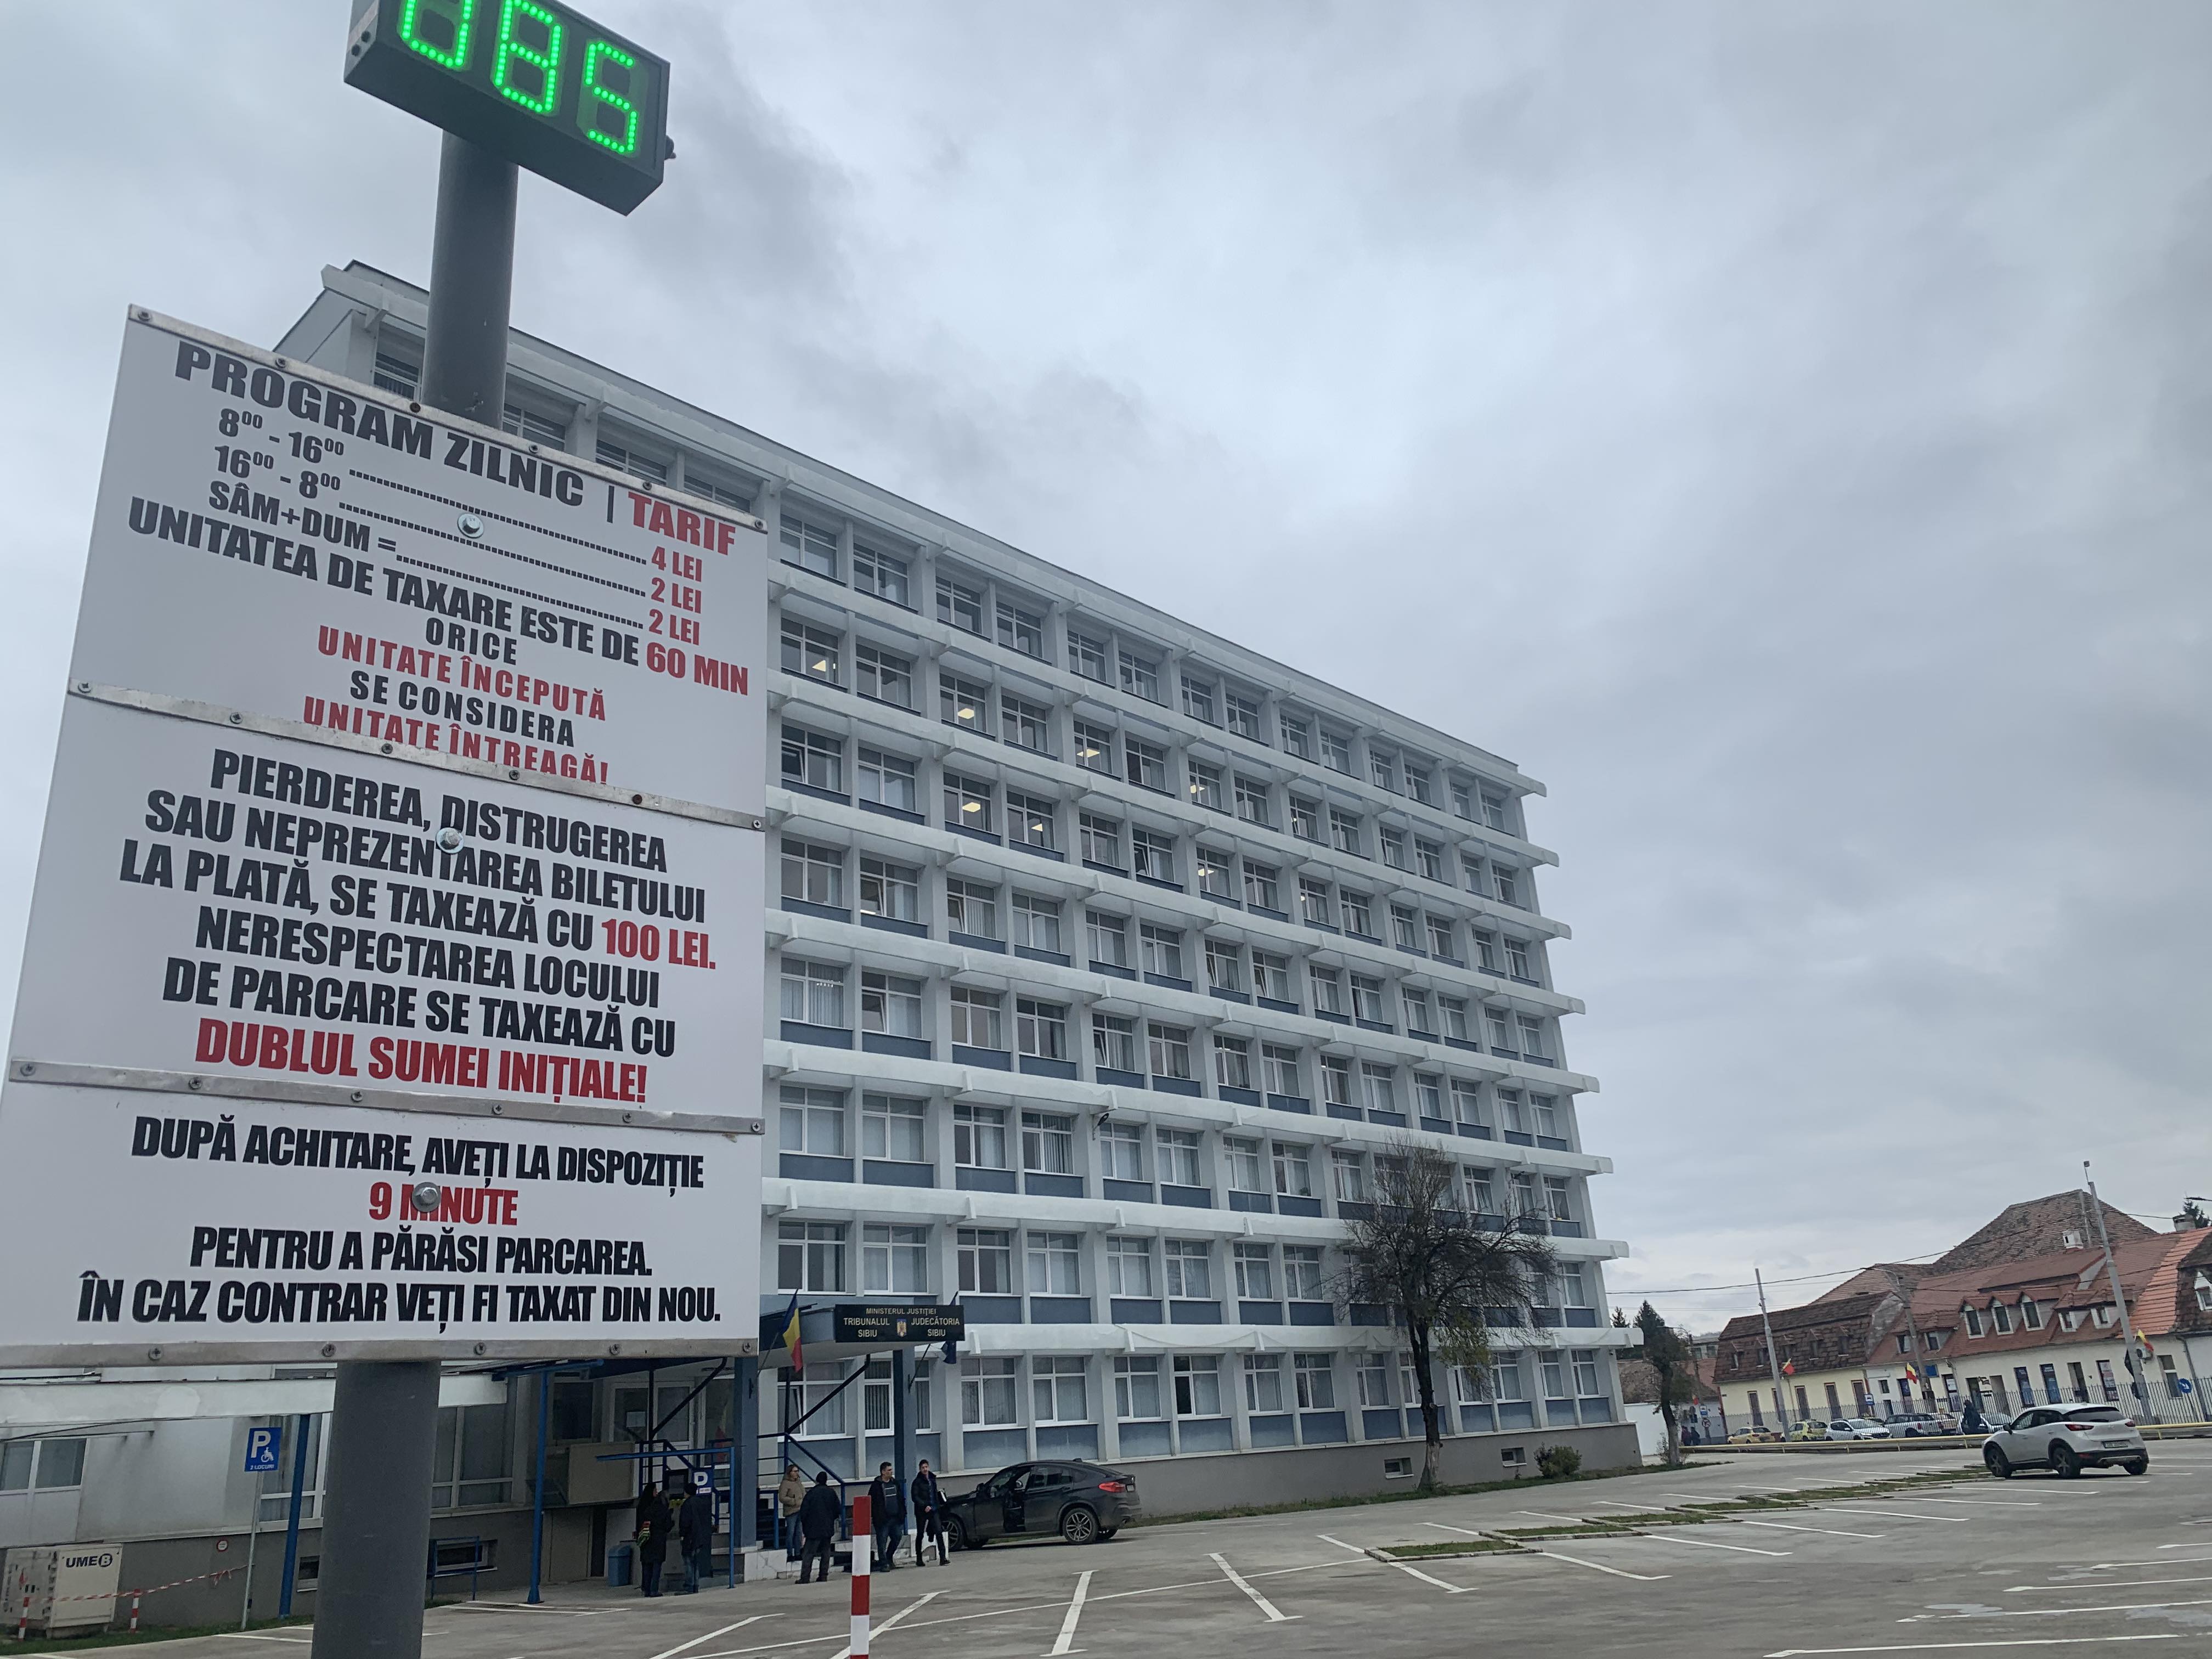 085
PROGRAM ZILNIC | TARIF
8⁰⁰ - 16⁰⁰ ........ 4 LEI
16⁰⁰ - 8⁰⁰ ........ 2 LEI
SÂM+DUM = ........ 2 LEI
UNITATEA DE TAXARE ESTE DE 60 MIN
ORICE
UNITATE ÎNCEPUTĂ
SE CONSIDERA
UNITATE ÎNTREAGĂ!
PIERDEREA, DISTRUGEREA
SAU NEPREZENTAREA BILETULUI
LA PLATĂ, SE TAXEAZĂ CU 100 LEI.
NERESPECTAREA LOCULUI
DE PARCARE SE TAXEAZĂ CU
DUBLUL SUMEI INIȚIALE!
DUPĂ ACHITARE, AVEȚI LA DISPOZIȚIE
9 MINUTE
PENTRU A PĂRĂSI PARCAREA.
ÎN CAZ CONTRAR VEȚI FI TAXAT DIN NOU.
MINISTERUL JUSTIȚIEI
TRIBUNALUL JUDECĂTORIA
SIBIU SIBIU
P
2 LOCURI
P
UMEB